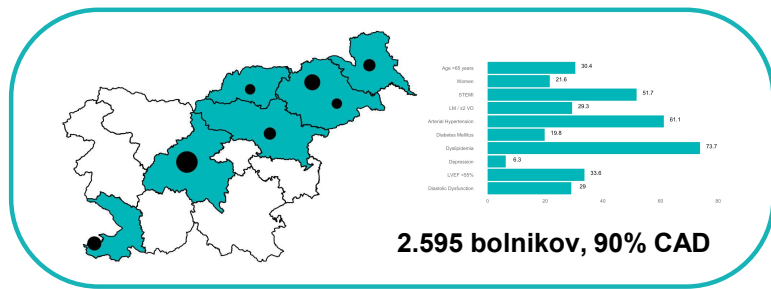 Age >65 years 30.4
Women 21.6
STEMI 51.7
LM / ≥2 VD 29.3
Arterial Hypertension 61.1
Diabetes Mellitus 19.8
Dyslipidemia 73.7
Depression 6.3
LVEF <55% 33.6
Diastolic Dysfunction 29
0 20 40 60 80
2.595 bolnikov, 90% CAD